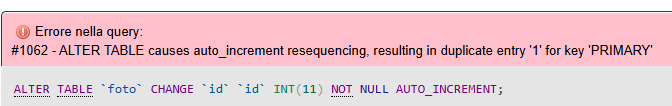 Errore nella query:
#1062 - ALTER TABLE causes auto_increment resequencing, resulting in duplicate entry '1' for key 'PRIMARY'
ALTER TABLE `foto` CHANGE `id` `id` INT(11) NOT NULL AUTO_INCREMENT;